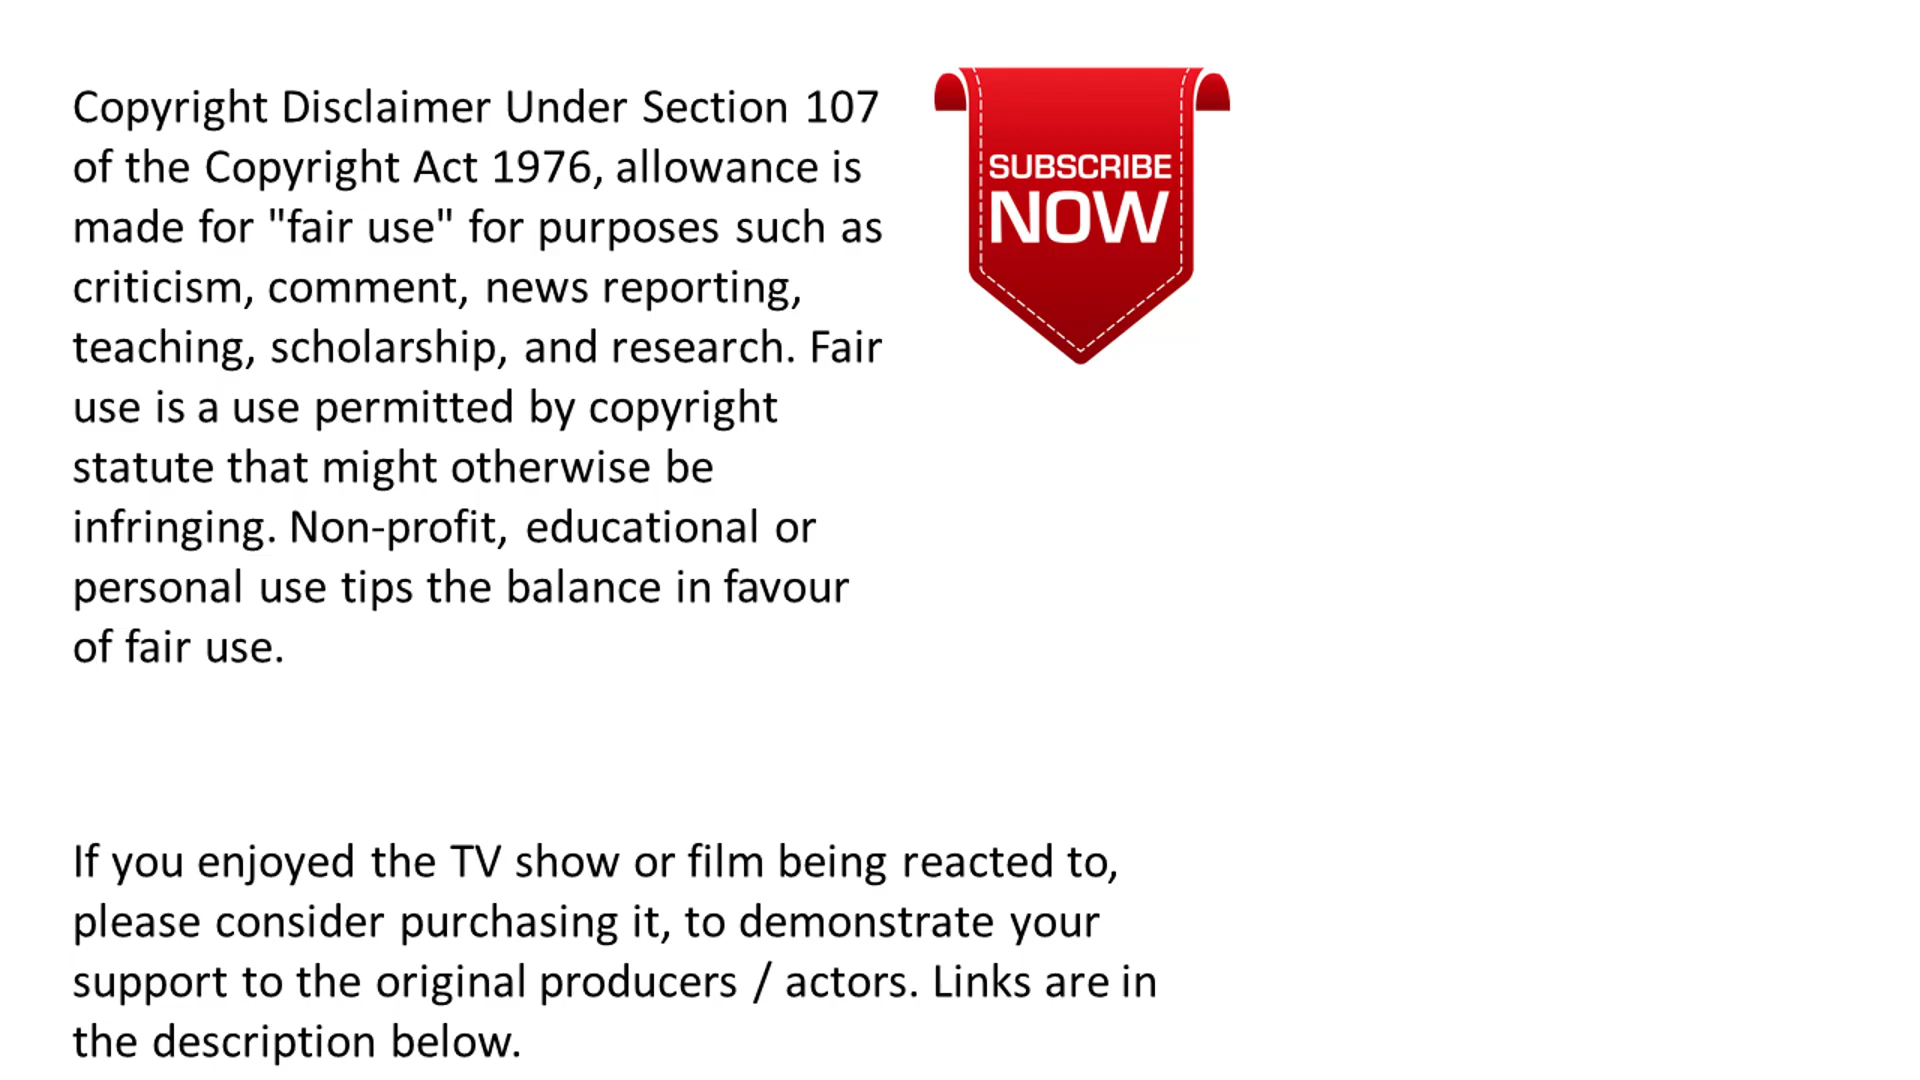 Copyright Disclaimer Under Section 107
of the Copyright Act 1976, allowance is
made for "fair use" for purposes such as
criticism, comment, news reporting,
teaching, scholarship, and research. Fair
use is a use permitted by copyright
statute that might otherwise be
infringing. Non-profit, educational or
personal use tips the balance in favour
of fair use.
SUBSCRIBE
NOW
If you enjoyed the TV show or film being reacted to,
please consider purchasing it, to demonstrate your
support to the original producers / actors. Links are in
the description below.